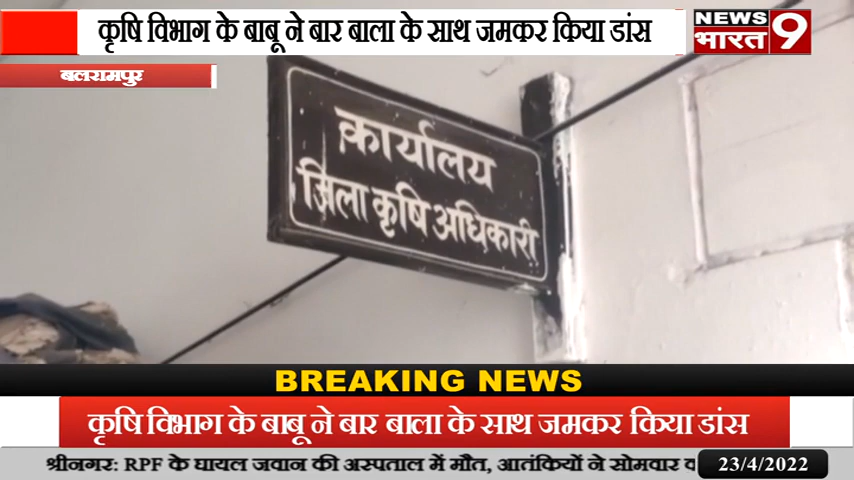 कृषि विभाग के बाबू ने बार बाला के साथ जमकर किया डांस
NEWS
भारत 9
बलरामपुर
कार्यालय
जिला कृषि अधिकारी
BREAKING NEWS
कृषि विभाग के बाबू ने बार बाला के साथ जमकर किया डांस
श्रीनगर: RPF के घायल जवान की अस्पताल में मौत, आतंकियों ने सोमवार
23/4/2022